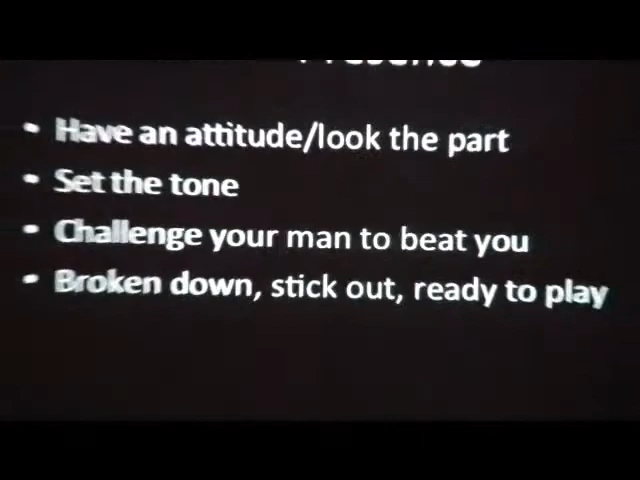 Presence
• Have an attitude/look the part
• Set the tone
• Challenge your man to beat you
• Broken down, stick out, ready to play